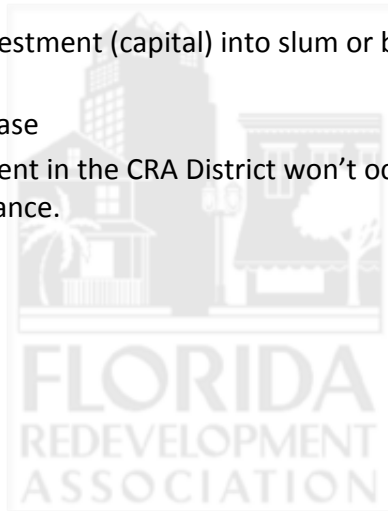 estment (capital) into slum or b
ase
ent in the CRA District won’t oc
ance.
FLORIDA
REDEVELOPMENT
ASSOCIATION